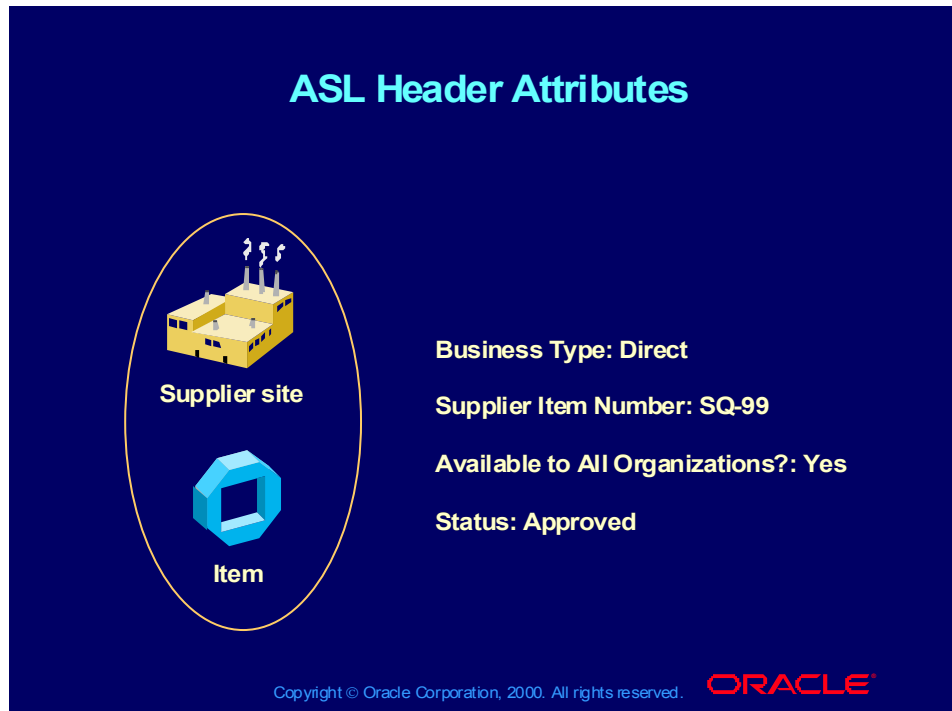 ASL Header Attributes
Supplier site
Item
Business Type: Direct
Supplier Item Number: SQ-99
Available to All Organizations?: Yes
Status: Approved
Copyright © Oracle Corporation, 2000. All rights reserved.
ORACLE®